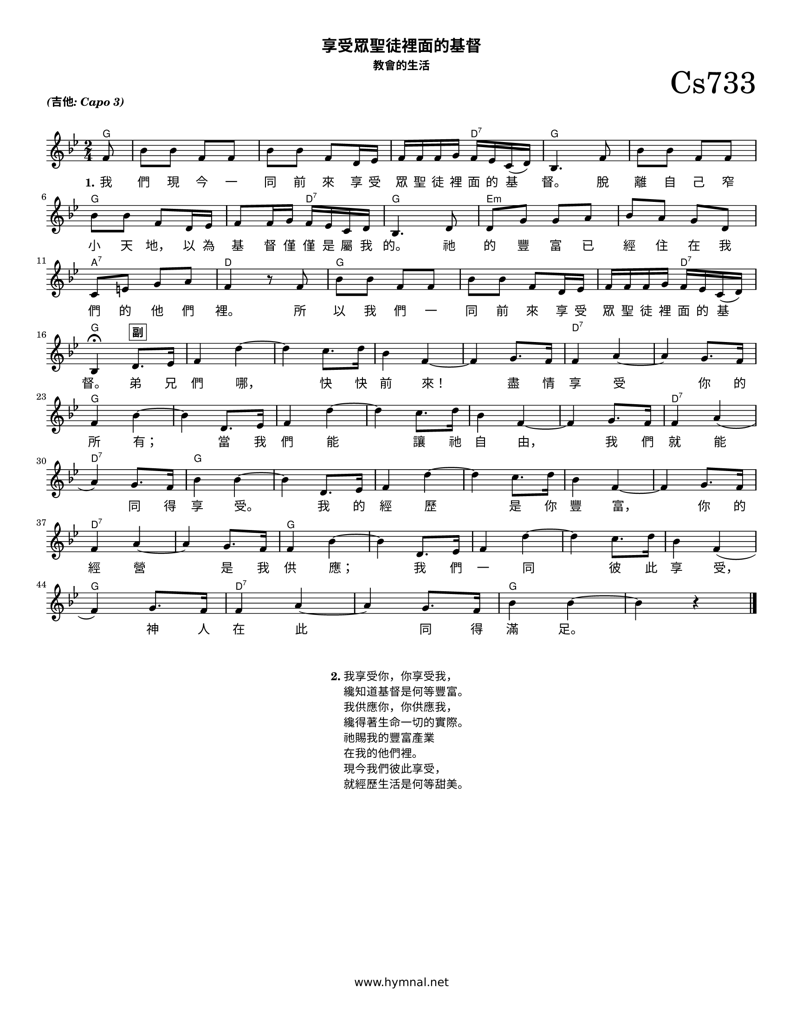 享受眾聖徒裡面的基督
教會的生活
Cs733
(吉他: Capo 3)
G D7 G
1. 我 們 現 今 一 同 前 來 享 受 眾 聖 徒 裡 面 的 基 督。 脫 離 自 己 窄
6 G D7 G Em
小 天 地， 以 為 基 督 僅 僅 是 屬 我 的。 祂 的 豐 富 已 經 住 在 我
11 A7 D G D7
們 的 他 們 裡。 所 以 我 們 一 同 前 來 享 受 眾 聖 徒 裡 面 的 基
16 G 副 D7
督。 弟 兄 們 哪， 快 快 前 來！ 盡 情 享 受 你 的
23 G D7
所 有； 當 我 們 能 讓 祂 自 由， 我 們 就 能
30 D7 G
同 得 享 受。 我 的 經 歷 是 你 豐 富， 你 的
37 D7 G
經 營 是 我 供 應； 我 們 一 同 彼 此 享 受，
44 G D7 G
神 人 在 此 同 得 滿 足。
2. 我享受你，你享受我，
纔知道基督是何等豐富。
我供應你，你供應我，
纔得著生命一切的實際。
祂賜我的豐富產業
在我的他們裡。
現今我們彼此享受，
就經歷生活是何等甜美。
www.hymnal.net